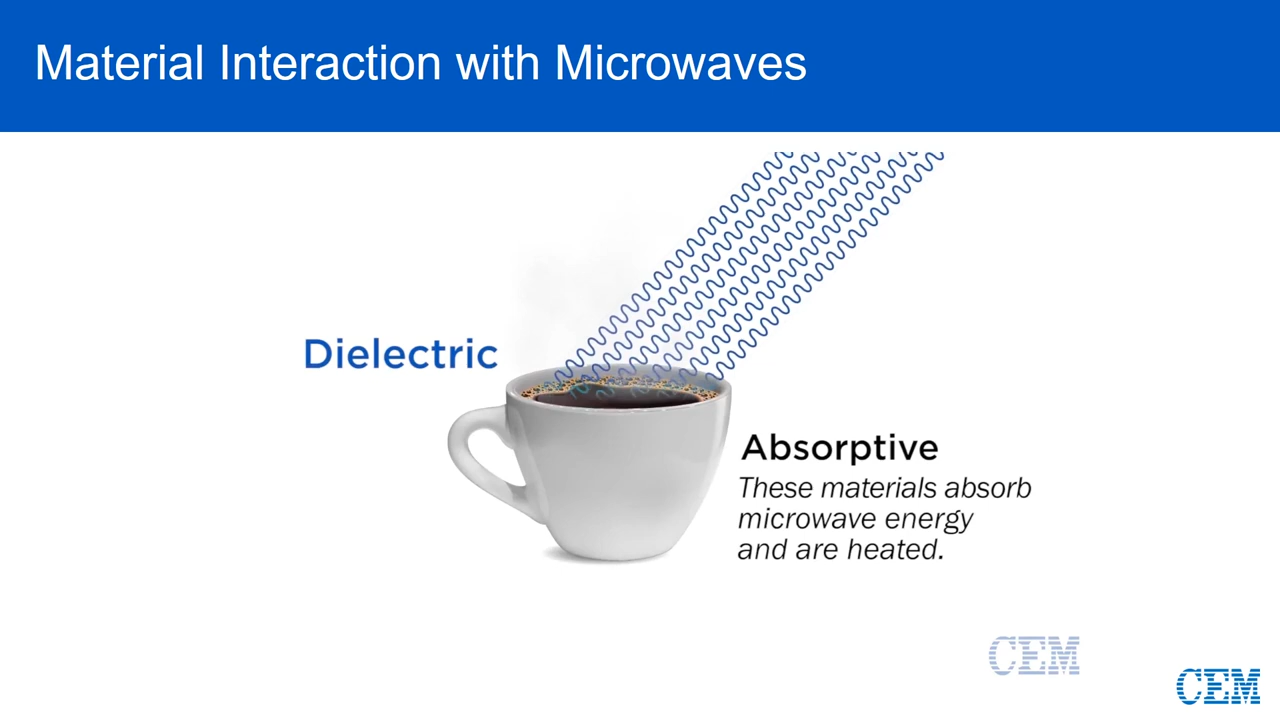 Material Interaction with Microwaves
Dielectric
Absorptive
These materials absorb
microwave energy
and are heated.
CEM
CEM